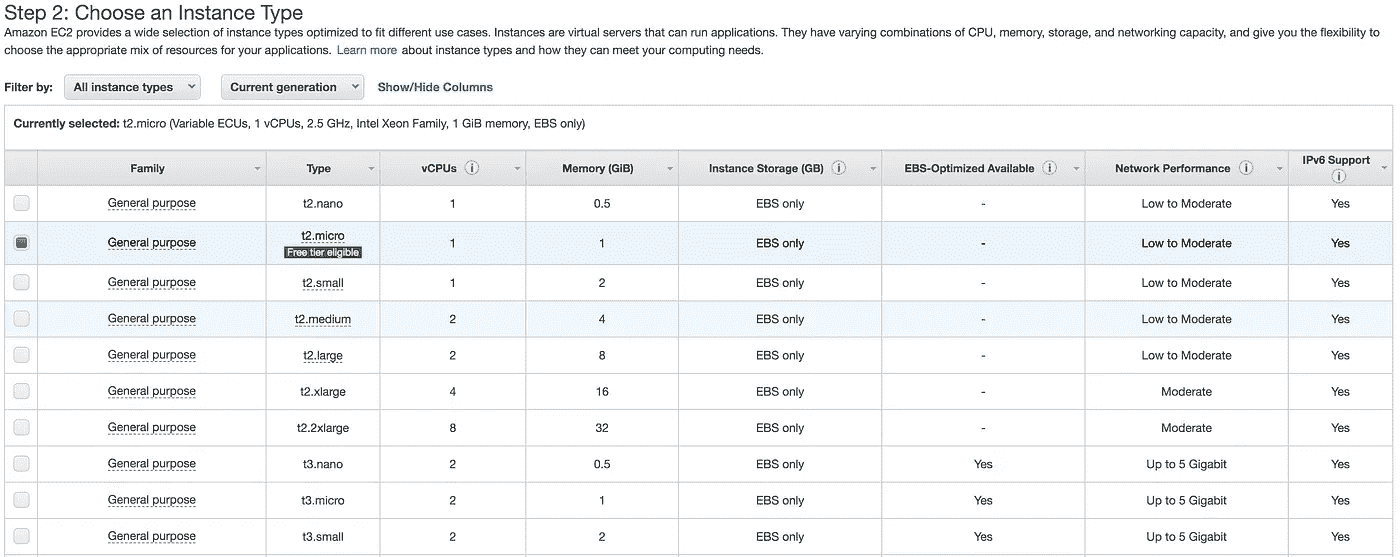 Step 2: Choose an Instance Type
Amazon EC2 provides a wide selection of instance types optimized to fit different use cases. Instances are virtual servers that can run applications. They have varying combinations of CPU, memory, storage, and networking capacity, and give you the flexibility to
choose the appropriate mix of resources for your applications. Learn more about instance types and how they can meet your computing needs.
Filter by: All instance types Current generation Show/Hide Columns
Currently selected: t2.micro (Variable ECUs, 1 vCPUs, 2.5 GHz, Intel Xeon Family, 1 GiB memory, EBS only)
Family Type vCPUs Memory (GiB) Instance Storage (GB) EBS-Optimized Available Network Performance IPv6 Support
General purpose t2.nano 1 0.5 EBS only - Low to Moderate Yes
General purpose t2.micro 1 1 EBS only - Low to Moderate Yes
Free tier eligible
General purpose t2.small 1 2 EBS only - Low to Moderate Yes
General purpose t2.medium 2 4 EBS only - Low to Moderate Yes
General purpose t2.large 2 8 EBS only - Low to Moderate Yes
General purpose t2.xlarge 4 16 EBS only - Moderate Yes
General purpose t2.2xlarge 8 32 EBS only - Moderate Yes
General purpose t3.nano 2 0.5 EBS only Yes Up to 5 Gigabit Yes
General purpose t3.micro 2 1 EBS only Yes Up to 5 Gigabit Yes
General purpose t3.small 2 2 EBS only Yes Up to 5 Gigabit Yes